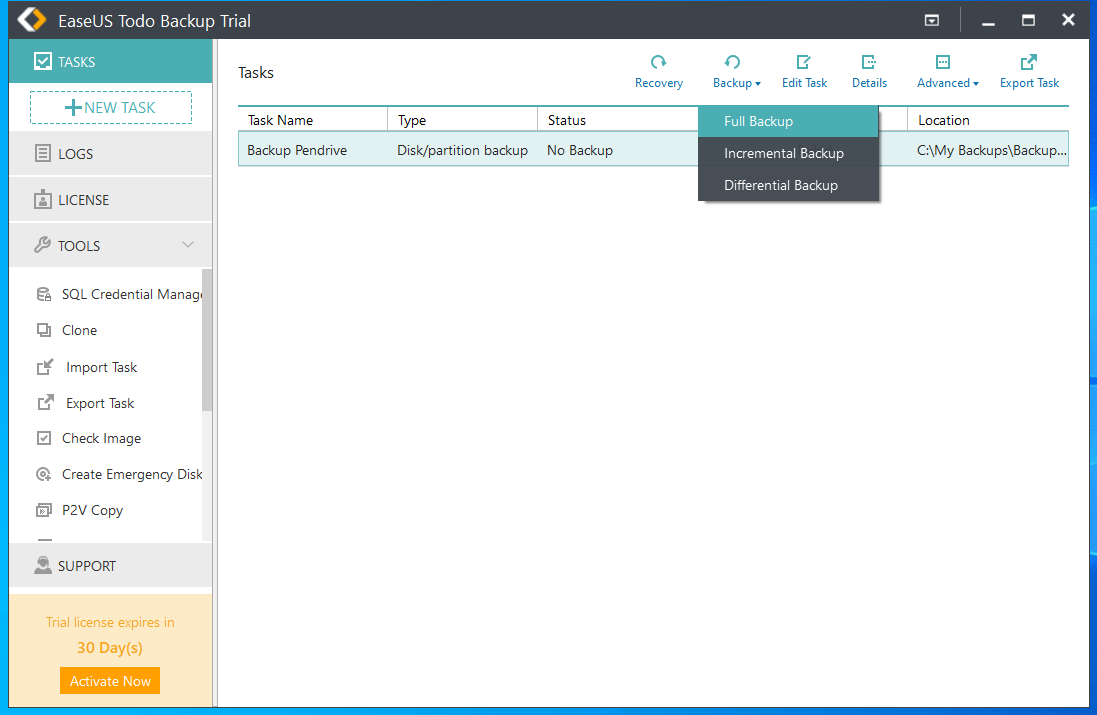 EaseUS Todo Backup Trial
TASKS
NEW TASK
LOGS
LICENSE
TOOLS
SQL Credential Manage
Clone
Import Task
Export Task
Check Image
Create Emergency Disk
P2V Copy
SUPPORT
Trial license expires in
30 Day(s)
Activate Now
Tasks
Recovery Backup Edit Task Details Advanced Export Task
Task Name Type Status Location
Backup Pendrive Disk/partition backup No Backup C:\My Backups\Backup...
Full Backup
Incremental Backup
Differential Backup